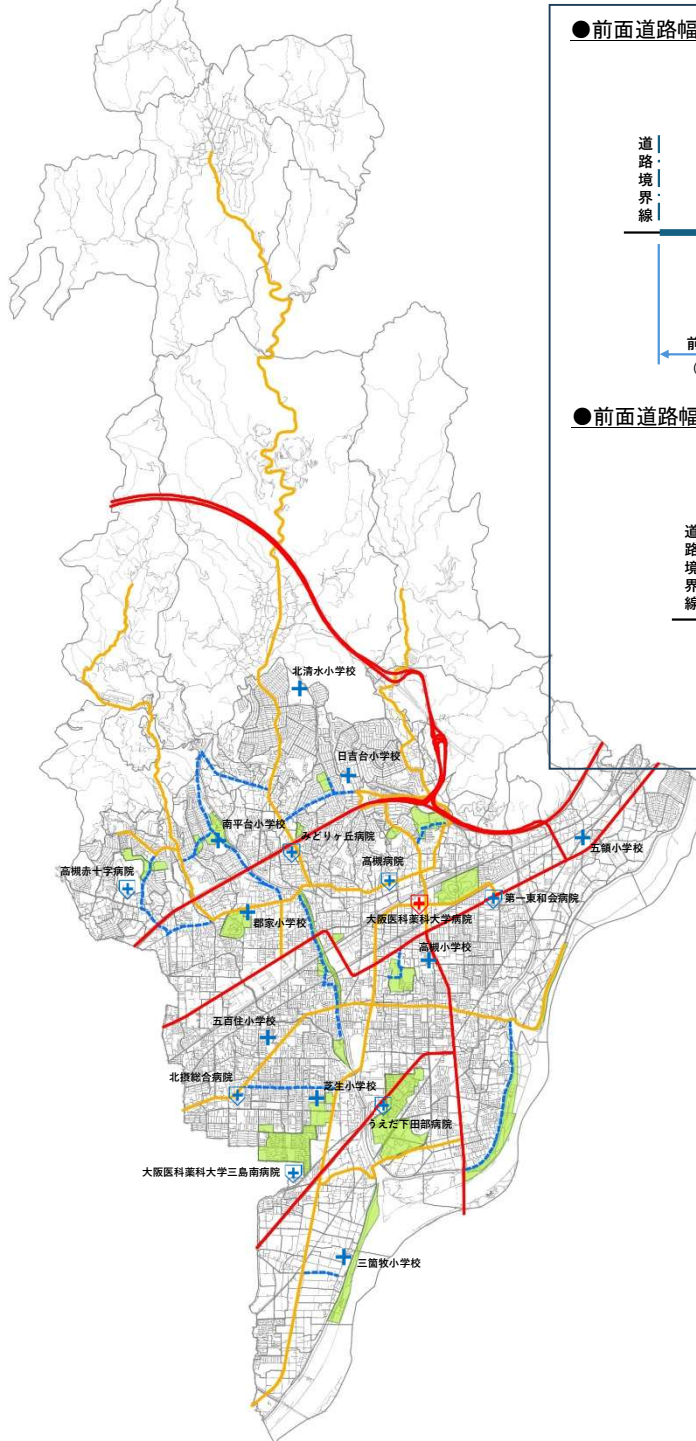 ●前面道路幅
道路境界線
前
(
●前面道路幅
道路境界線
北清水小学校
日吉台小学校
南平台小学校
みどりヶ丘病院
五領小学校
高槻赤十字病院
高槻病院
第一東和会病院
郡家小学校
大阪医科薬科大学病院
高槻小学校
五百住小学校
北摂総合病院
芝生小学校
うえだ下田部病院
大阪医科薬科大学三島南病院
三箇牧小学校